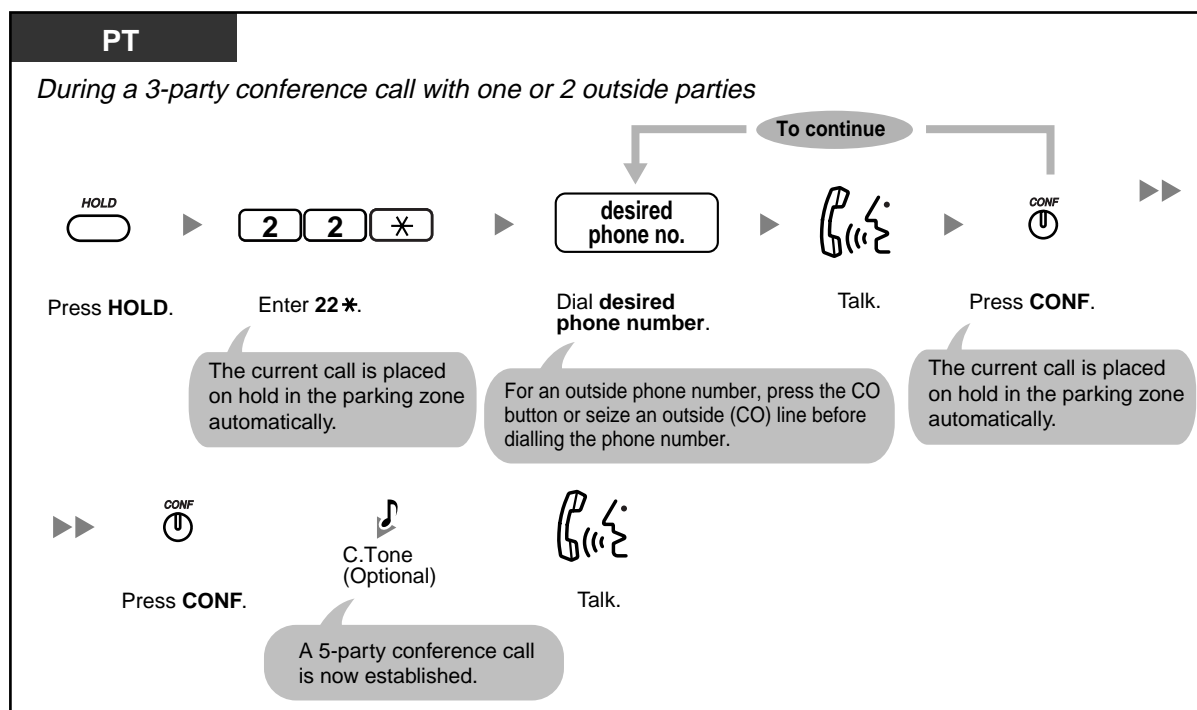 PT
During a 3-party conference call with one or 2 outside parties
To continue
HOLD
2 2 *
desired
phone no.
CONF
Press HOLD.
Enter 22*.
Dial desired
phone number.
Talk.
Press CONF.
The current call is placed
on hold in the parking zone
automatically.
For an outside phone number, press the CO
button or seize an outside (CO) line before
dialling the phone number.
The current call is placed
on hold in the parking zone
automatically.
CONF
C.Tone
(Optional)
Press CONF.
Talk.
A 5-party conference call
is now established.